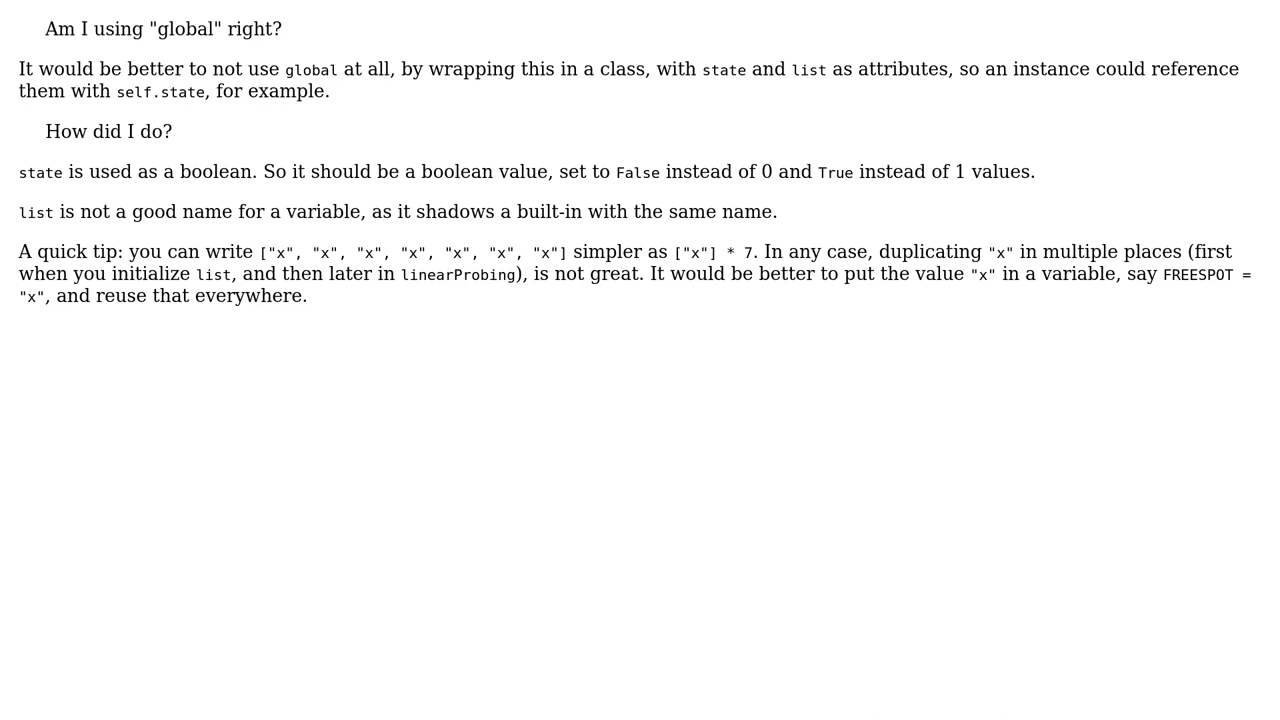 Am I using "global" right?
It would be better to not use global at all, by wrapping this in a class, with state and list as attributes, so an instance could reference
them with self.state, for example.
How did I do?
state is used as a boolean. So it should be a boolean value, set to False instead of 0 and True instead of 1 values.
list is not a good name for a variable, as it shadows a built-in with the same name.
A quick tip: you can write ["x", "x", "x", "x", "x", "x", "x"] simpler as ["x"] * 7. In any case, duplicating "x" in multiple places (first
when you initialize list, and then later in linearProbing), is not great. It would be better to put the value "x" in a variable, say FREESPOT =
"x", and reuse that everywhere.